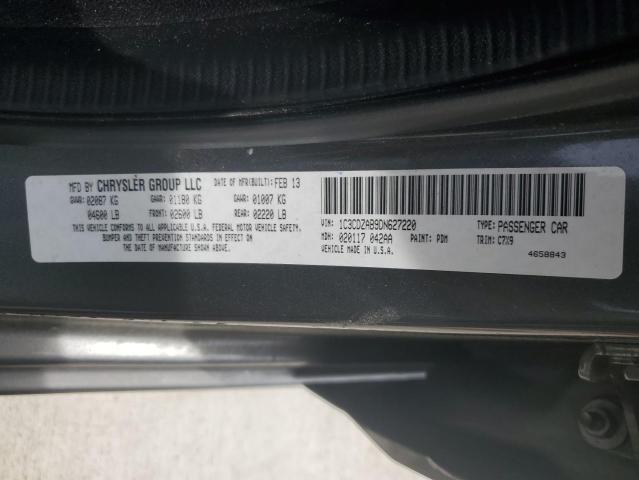 MFD BY CHRYSLER GROUP LLC DATE OF MFR(BUILT): FEB 13
GVWR: 02087 KG GAWR: 01180 KG GAWR: 01007 KG
04600 LB FRONT: 02600 LB REAR: 02220 LB
THIS VEHICLE CONFORMS TO ALL APPLICABLE U.S.A. FEDERAL MOTOR VEHICLE SAFETY,
BUMPER AND THEFT PREVENTION STANDARDS IN EFFECT ON THE
DATE OF MANUFACTURE SHOWN ABOVE.
VIN: 1C3CDZAB9DN627220 TYPE: PASSENGER CAR
MDH: 020117 042AA PAINT: PDM TRIM: C7X9
VEHICLE MADE IN U.S.A. 4658843